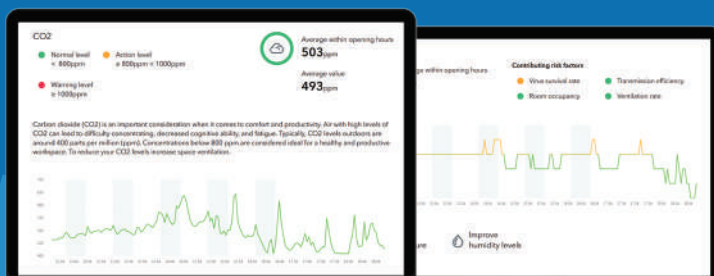 CO2
Normal level
< 800ppm
Action level
≥ 800ppm < 1000ppm
Warning level
≥ 1000ppm
Average within opening hours
503ppm
Average value
493ppm
Carbon dioxide (CO2) is an important consideration when it comes to comfort and productivity. Air with high levels of
CO2 can lead to difficulty concentrating, decreased cognitive ability, and fatigue. Typically, CO2 levels outdoors are
around 400 parts per million (ppm). Concentrations below 800 ppm are considered ideal for a healthy and productive
workspace. To reduce your CO2 levels increase space ventilation.
within opening hours
Contributing risk factors
Virus survival rate
Transmission efficiency
Room occupancy
Ventilation rate
Improve
humidity levels